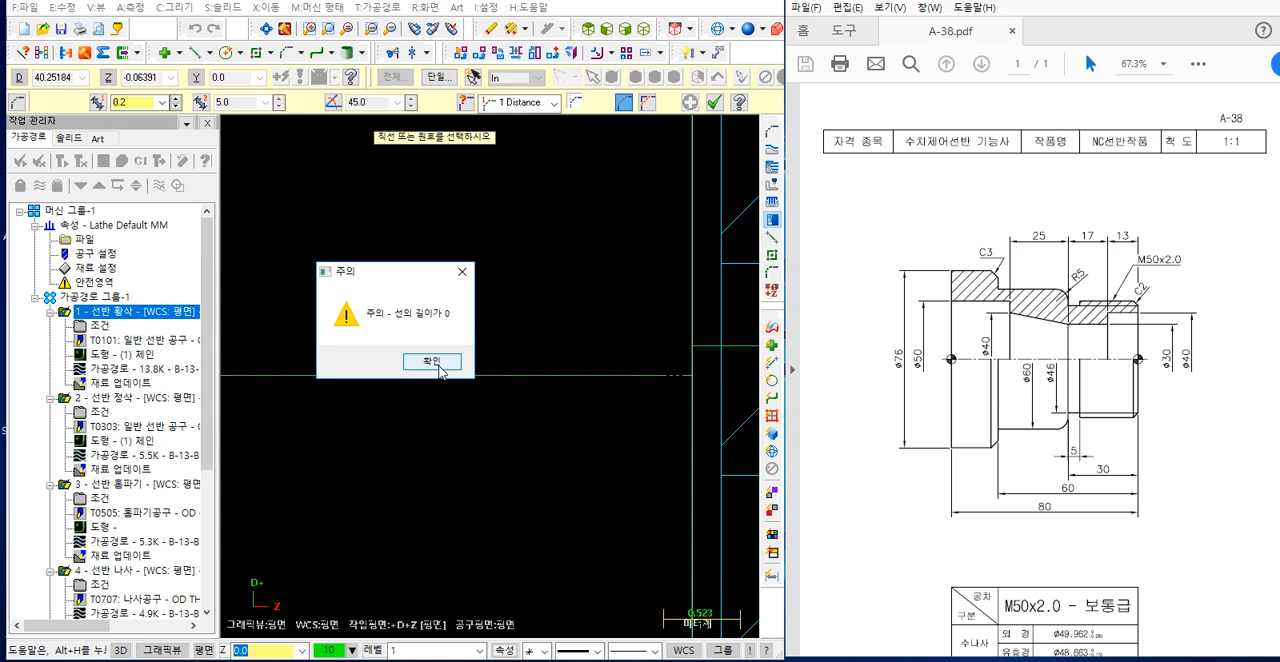 F:파일 E:수정 V:뷰 A:측정 C:그리기 S:솔리드 X:이동 M:머신 형태 T:가공경로 R:화면 Art I:설정 H:도움말
D 40.25184 Z -0.06391 Y 0.0 전체... 단일... In
0.2 5.0 45.0 1 Distance
작업 관리자
가공경로 솔리드 Art
G1
머신 그룹-1
속성 - Lathe Default MM
파일
공구 설정
재료 설정
안전영역
가공경로 그룹-1
1 - 선반 황삭 - [WCS: 평면]
조건
T0101: 일반 선반 공구 -
도형 - (1) 체인
가공경로 - 13.8K - B-13-B
재료 업데이트
2 - 선반 정삭 - [WCS: 평면]
조건
T0303: 일반 선반 공구 -
도형 - (1) 체인
가공경로 - 5.5K - B-13-B
재료 업데이트
3 - 선반 홈파기 - [WCS: 평면
조건
T0505: 홈파기공구 - OD
도형 -
가공경로 - 5.3K - B-13-B
재료 업데이트
4 - 선반 나사 - [WCS: 평면]
조건
T0707: 나사공구 - OD TH
가공경로 - 4.9K - B-13-B
직선 또는 원호를 선택하시오
주의
주의 - 선의 길이가 0
확인
D+
Z
그래픽뷰:평면 WCS:평면 작업평면:+D+Z [평면] 공구평면:평면
0.523
미터계
도움말은, Alt+H를 누르 3D 그래픽뷰 평면 Z 0.0 10 레벨 1 속성 WCS 그룹 ! ?
파일(F) 편집(E) 보기(V) 창(W) 도움말(H)
홈 도구 A-38.pdf
1 / 1 67.3%
A-38
자격 종목 수치제어선반 기능사 작품명 NC선반작품 척 도 1:1
25 17 13
C3
R5
M50x2.0
C2
ø76
ø50
ø40
ø60
ø46
ø30
ø40
5
30
60
80
공차
구분
M50x2.0 - 보통급
수나사
외 경 ø49.962
유효경 ø48.663